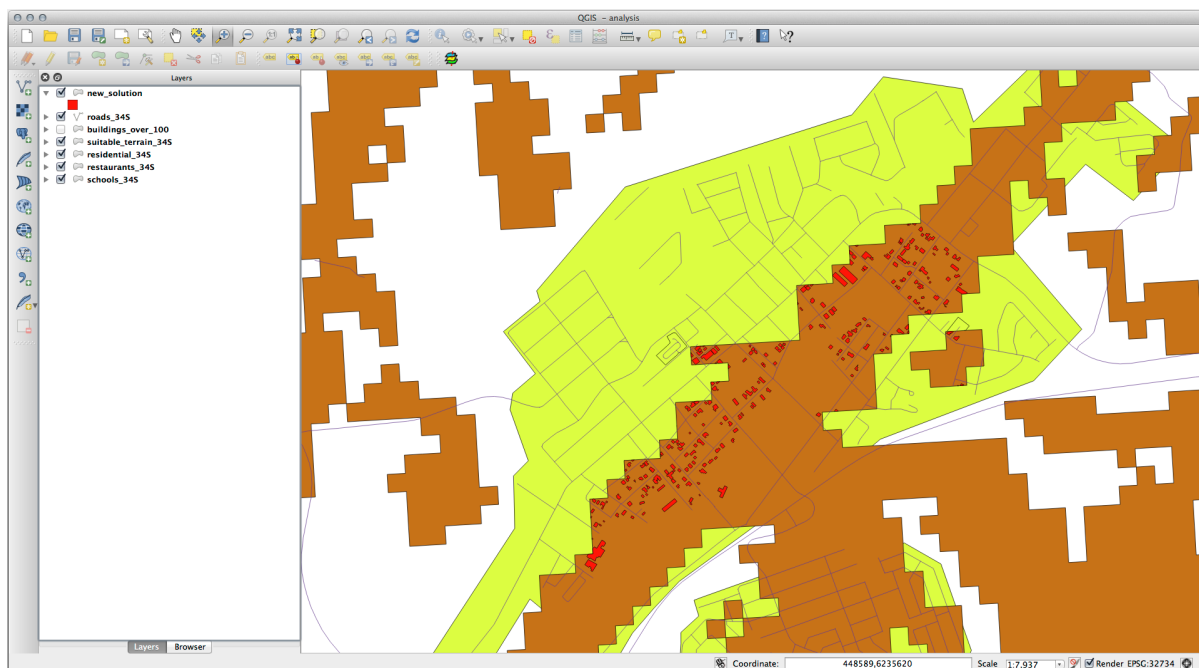 QGIS - analysis
Layers
new_solution
roads_34S
buildings_over_100
suitable_terrain_34S
residential_34S
restaurants_34S
schools_34S
Layers
Browser
Coordinate:
448589,6235620
Scale
1:7,937
Render
EPSG:32734